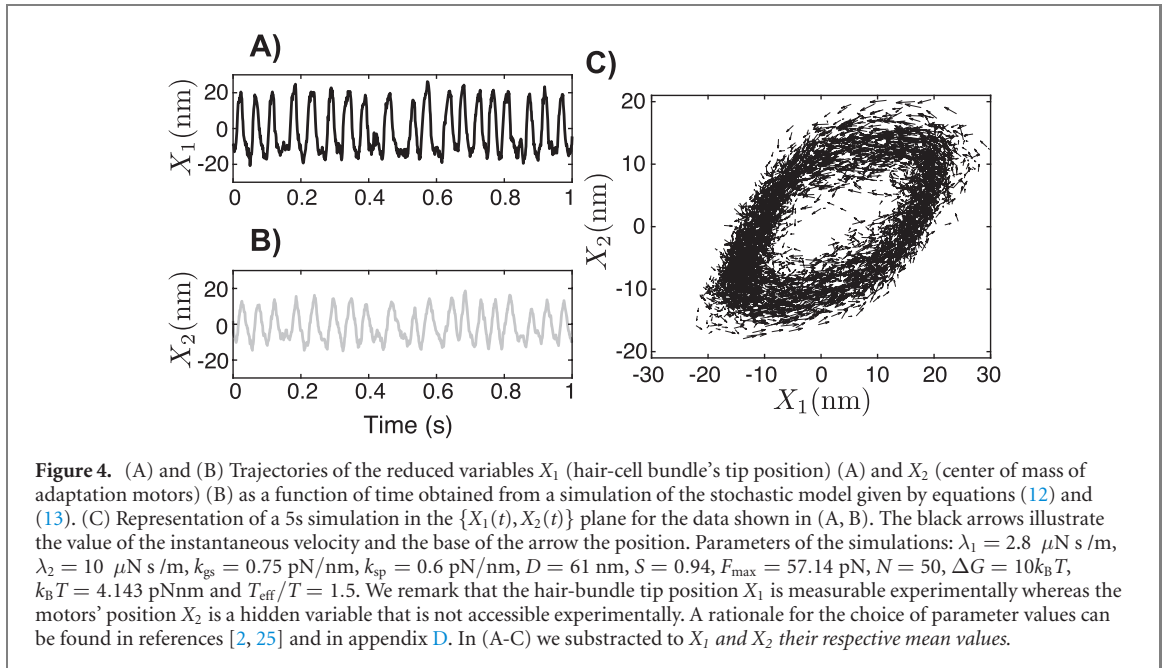 A)
X₁(nm)
20
0
-20
0 0.2 0.4 0.6 0.8 1
B)
X₂(nm)
20
0
-20
0 0.2 0.4 0.6 0.8 1
Time (s)
C)
X₂(nm)
20
10
0
-10
-20
-30 -20 -10 0 10 20 30
X₁(nm)
Figure 4. (A) and (B) Trajectories of the reduced variables X₁ (hair-cell bundle's tip position) (A) and X₂ (center of mass of
adaptation motors) (B) as a function of time obtained from a simulation of the stochastic model given by equations (12) and
(13). (C) Representation of a 5s simulation in the {X₁(t), X₂(t)} plane for the data shown in (A, B). The black arrows illustrate
the value of the instantaneous velocity and the base of the arrow the position. Parameters of the simulations: λ₁ = 2.8 μN s /m,
λ₂ = 10 μN s /m, k_gs = 0.75 pN/nm, k_sp = 0.6 pN/nm, D = 61 nm, S = 0.94, F_max = 57.14 pN, N = 50, ΔG = 10k_BT,
k_BT = 4.143 pNnm and T_eff/T = 1.5. We remark that the hair-bundle tip position X₁ is measurable experimentally whereas the
motors' position X₂ is a hidden variable that is not accessible experimentally. A rationale for the choice of parameter values can
be found in references [2, 25] and in appendix D. In (A-C) we substracted to X₁ and X₂ their respective mean values.